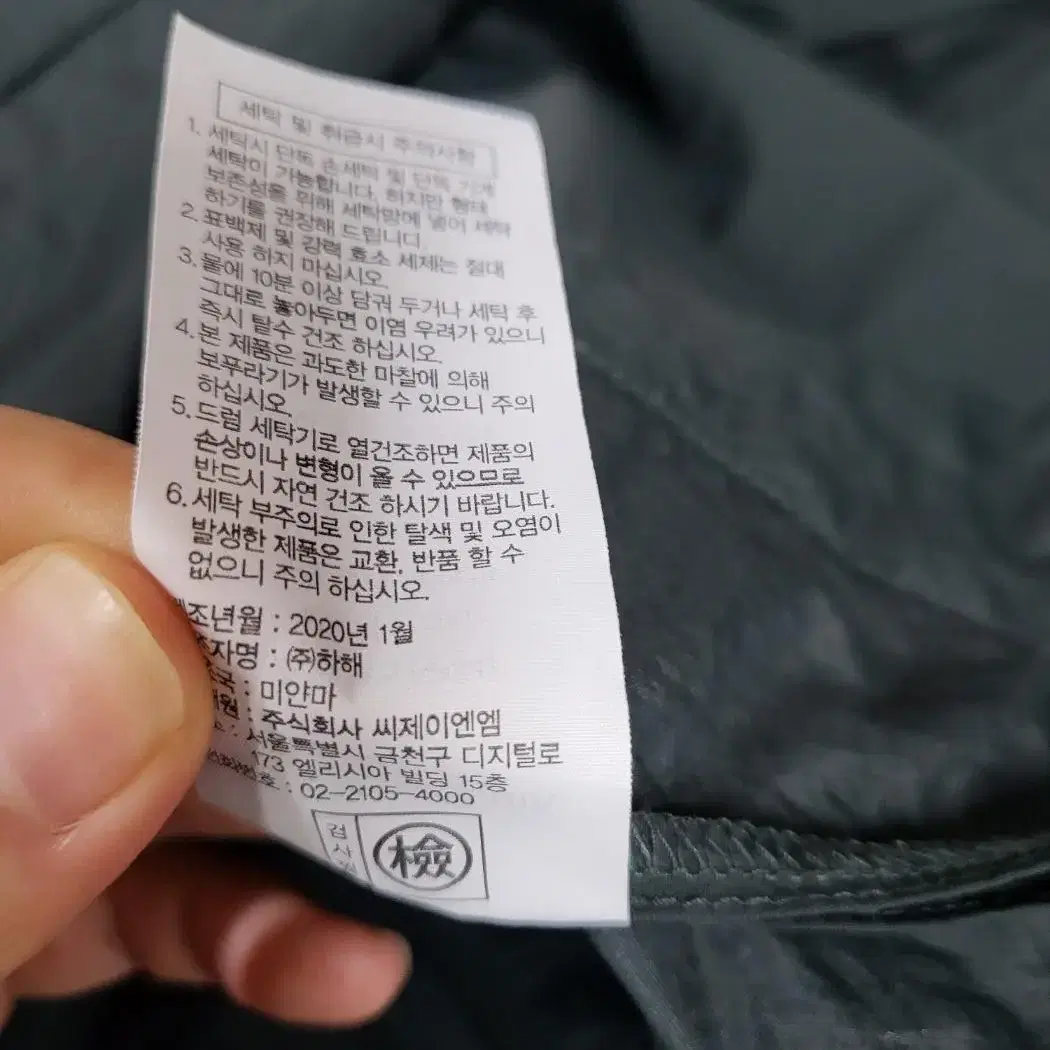 세탁 및 취급시 주의사항
1. 세탁시 단독 손세탁 및 단독 기계
세탁이 가능합니다. 하지만 형태
보존성을 위해 세탁망에 넣어 세탁
하기를 권장해 드립니다.
2. 표백제 및 강력 효소 세제는 절대
사용 하지 마십시오.
3. 물에 10분 이상 담궈 두거나 세탁 후
그대로 놓아두면 이염 우려가 있으니
즉시 탈수 건조 하십시오.
4. 본 제품은 과도한 마찰에 의해
보푸라기가 발생할 수 있으니 주의
하십시오.
5. 드럼 세탁기로 열건조하면 제품의
손상이나 변형이 올 수 있으므로
반드시 자연 건조 하시기 바랍니다.
6. 세탁 부주의로 인한 탈색 및 오염이
발생한 제품은 교환, 반품 할 수
없으니 주의 하십시오.
조년월 : 2020년 1월
자명 : ㈜하해
국 : 미얀마
원 : 주식회사 씨제이엔엠
: 서울특별시 금천구 디지털로
173 엘리시아 빌딩 15층
호 : 02-2105-4000
검사
檢